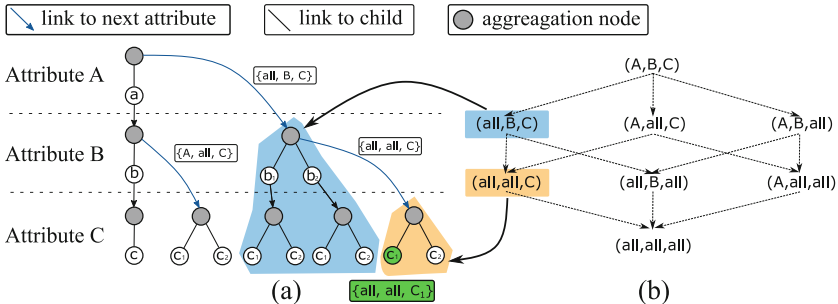 link to next attribute
link to child
aggreagation node
Attribute A
a
{all, B, C}
(A,B,C)
(all,B,C)
(A,all,C)
(A,B,all)
Attribute B
{A, all, C}
{all, all, C}
b
b₁
b₂
(all,all,C)
(all,B,all)
(A,all,all)
Attribute C
c
C₁
C₂
C₁
C₂
C₁
C₂
C₁
C₂
(all,all,all)
{all, all, C₁}
(a)
(b)